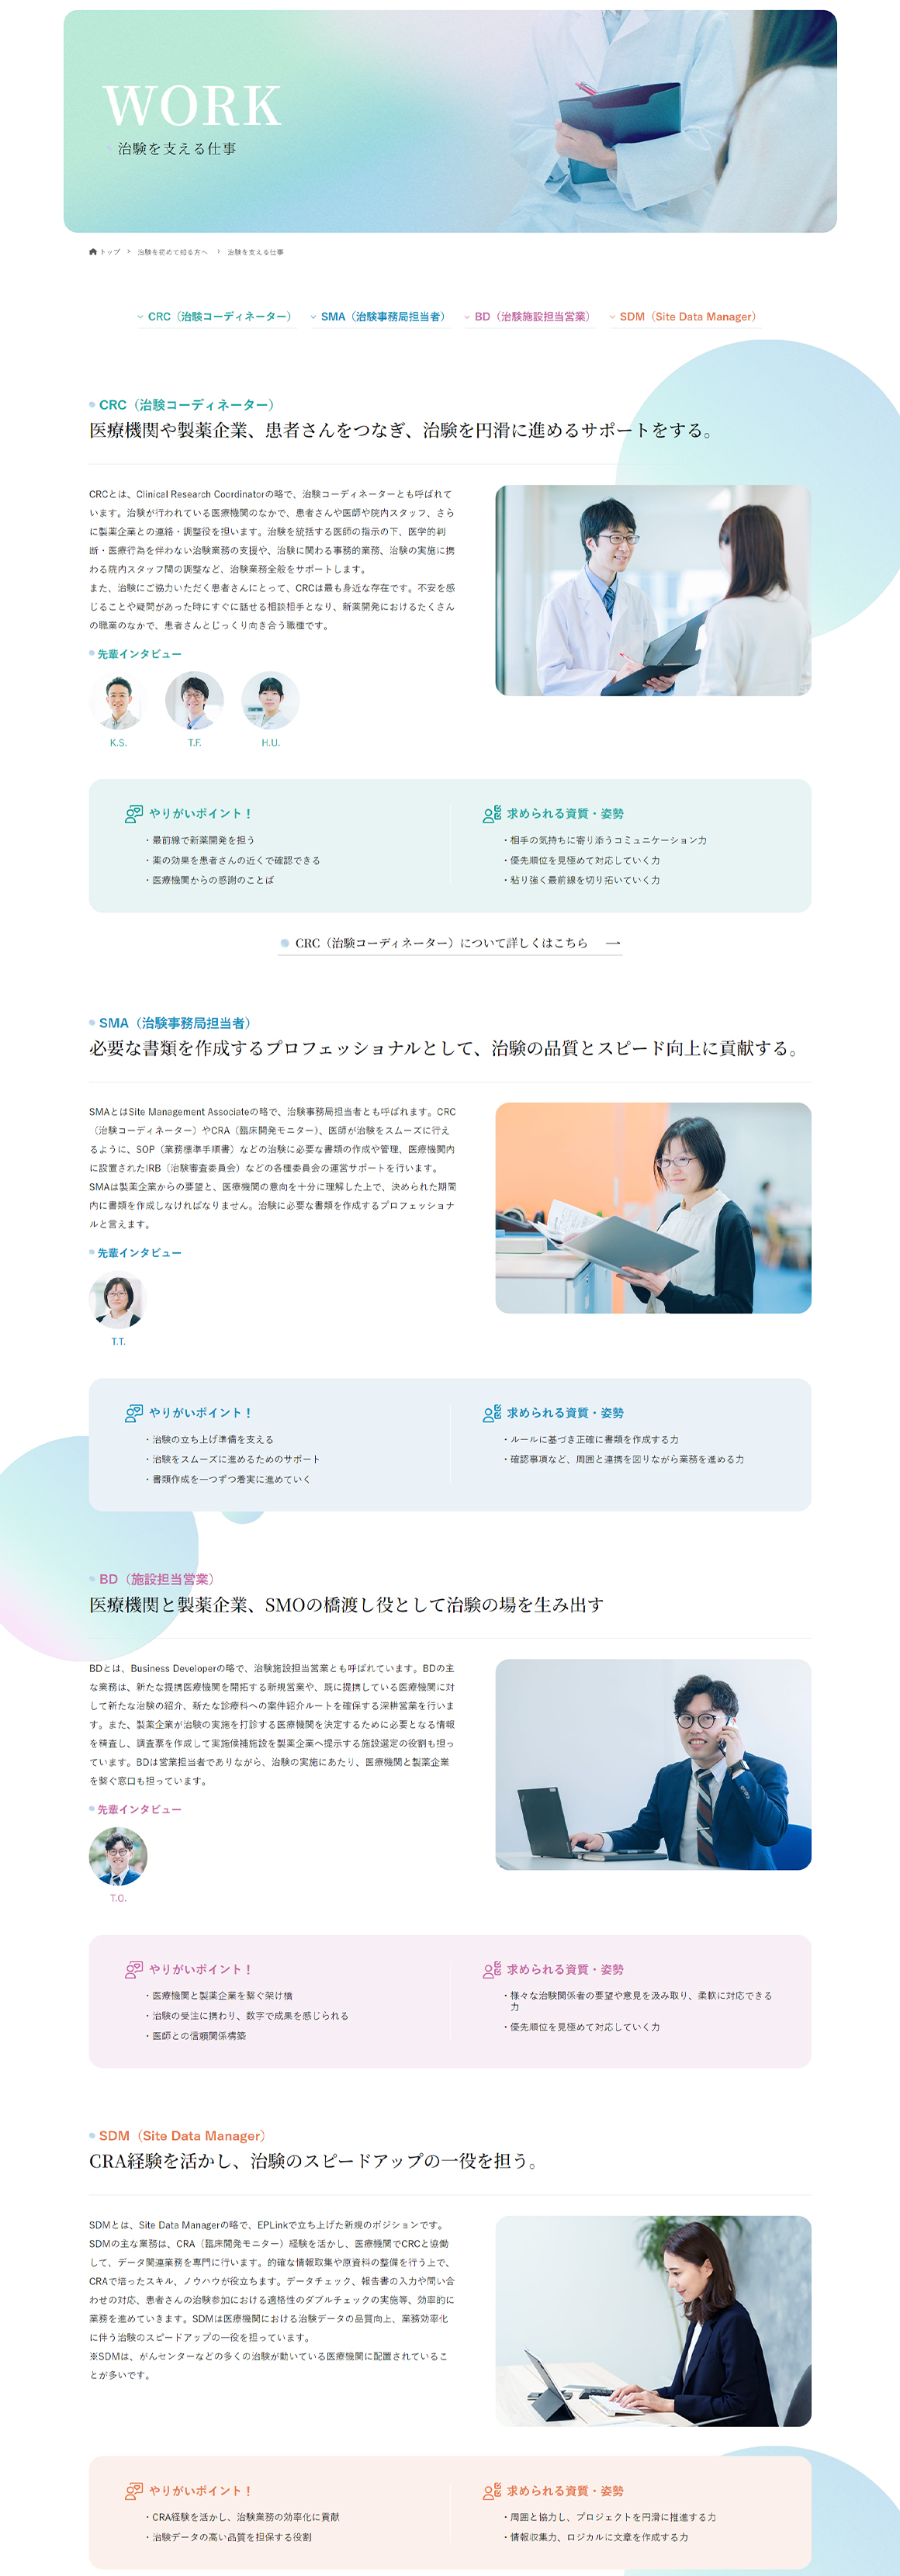 WORK
治験を支える仕事
トップ > 治験を初めて知る方へ > 治験を支える仕事
CRC（治験コーディネーター） SMA（治験事務局担当者） BD（治験施設担当営業） SDM（Site Data Manager）
CRC（治験コーディネーター）
医療機関や製薬企業、患者さんをつなぎ、治験を円滑に進めるサポートをする。
CRCとは、Clinical Research Coordinatorの略で、治験コーディネーターとも呼ばれて
います。治験が行われている医療機関のなかで、患者さんや医師や院内スタッフ、さら
に製薬企業との連絡・調整役を担います。治験を統括する医師の指示の下、医学的判
断・医療行為を伴わない治験業務の支援や、治験に関わる事務的業務、治験の実施に携
わる院内スタッフ間の調整など、治験業務全般をサポートします。
また、治験にご協力いただく患者さんにとって、CRCは最も身近な存在です。不安を感
じることや疑問があった時にすぐに話せる相談相手となり、新薬開発におけるたくさん
の職業のなかで、患者さんとじっくり向き合う職種です。
先輩インタビュー
K.S. T.F. H.U.
やりがいポイント！
・最前線で新薬開発を担う
・薬の効果を患者さんの近くで確認できる
・医療機関からの感謝のことば
求められる資質・姿勢
・相手の気持ちに寄り添うコミュニケーション力
・優先順位を見極めて対応していく力
・粘り強く最前線を切り拓いていく力
CRC（治験コーディネーター）について詳しくはこちら
SMA（治験事務局担当者）
必要な書類を作成するプロフェッショナルとして、治験の品質とスピード向上に貢献する。
SMAとはSite Management Associateの略で、治験事務局担当者とも呼ばれます。CRC
（治験コーディネーター）やCRA（臨床開発モニター）、医師が治験をスムーズに行え
るように、SOP（業務標準手順書）などの治験に必要な書類の作成や管理、医療機関内
に設置されたIRB（治験審査委員会）などの各種委員会の運営サポートを行います。
SMAは製薬企業からの要望と、医療機関の意向を十分に理解した上で、決められた期間
内に書類を作成しなければなりません。治験に必要な書類を作成するプロフェッショナ
ルと言えます。
先輩インタビュー
T.T.
やりがいポイント！
・治験の立ち上げ準備を支える
・治験をスムーズに進めるためのサポート
・書類作成を一つずつ着実に進めていく
求められる資質・姿勢
・ルールに基づき正確に書類を作成する力
・確認事項など、周囲と連携を図りながら業務を進める力
BD（施設担当営業）
医療機関と製薬企業、SMOの橋渡し役として治験の場を生み出す
BDとは、Business Developerの略で、治験施設担当営業とも呼ばれています。BDの主
な業務は、新たな提携医療機関を開拓する新規営業や、既に提携している医療機関に対
して新たな治験の紹介、新たな診療科への案件紹介ルートを確保する深耕営業を行いま
す。また、製薬企業が治験の実施を打診する医療機関を決定するために必要となる情報
を精査し、調査票を作成して実施候補施設を製薬企業へ提示する施設選定の役割も担っ
ています。BDは営業担当者でありながら、治験の実施にあたり、医療機関と製薬企業
を繋ぐ窓口も担っています。
先輩インタビュー
T.O.
やりがいポイント！
・医療機関と製薬企業を繋ぐ架け橋
・治験の受注に携わり、数字で成果を感じられる
・医師との信頼関係構築
求められる資質・姿勢
・様々な治験関係者の要望や意見を汲み取り、柔軟に対応できる
力
・優先順位を見極めて対応していく力
SDM（Site Data Manager）
CRA経験を活かし、治験のスピードアップの一役を担う。
SDMとは、Site Data Managerの略で、EPLinkで立ち上げた新規のポジションです。
SDMの主な業務は、CRA（臨床開発モニター）経験を活かし、医療機関でCRCと協働
して、データ関連業務を専門に行います。的確な情報取集や原資料の整備を行う上で、
CRAで培ったスキル、ノウハウが役立ちます。データチェック、報告書の入力や問い合
わせの対応、患者さんの治験参加における適格性のダブルチェックの実施等、効率的に
業務を進めていきます。SDMは医療機関における治験データの品質向上、業務効率化
に伴う治験のスピードアップの一役を担っています。
※SDMは、がんセンターなどの多くの治験が動いている医療機関に配置されているこ
とが多いです。
やりがいポイント！
・CRA経験を活かし、治験業務の効率化に貢献
・治験データの高い品質を担保する役割
求められる資質・姿勢
・周囲と協力し、プロジェクトを円滑に推進する力
・情報収集力、ロジカルに文章を作成する力